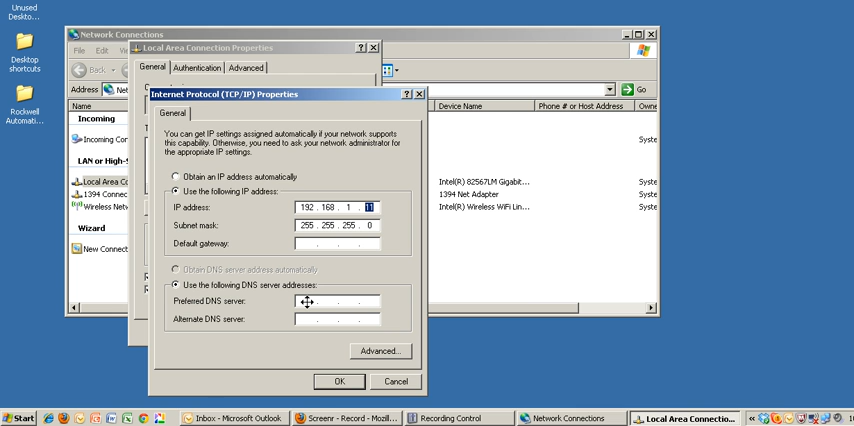 Unused
Deskto...
Desktop
shortcuts
Rockwell
Automati...
Network Connections
File Edit
Back
Address
Go
Name
Device Name
Phone # or Host Address
Owne
Incoming
Incoming Cor
Syste
LAN or High-S
Local Area Co
Intel(R) 82567LM Gigabit...
Syste
1394 Connec
1394 Net Adapter
Syste
Wireless Netw
Intel(R) Wireless WiFi Lin...
Syste
Wizard
New Connect
Local Area Connection Properties
General Authentication Advanced
Internet Protocol (TCP/IP) Properties
General
You can get IP settings assigned automatically if your network supports
this capability. Otherwise, you need to ask your network administrator for
the appropriate IP settings.
Obtain an IP address automatically
Use the following IP address:
IP address: 192 . 168 . 1 . 11
Subnet mask: 255 . 255 . 255 . 0
Default gateway: . . .
Obtain DNS server address automatically
Use the following DNS server addresses:
Preferred DNS server: . . .
Alternate DNS server: . . .
Advanced...
OK Cancel
Start
Inbox - Microsoft Outlook
Screenr - Record - Mozill...
Recording Control
Network Connections
Local Area Connectio...